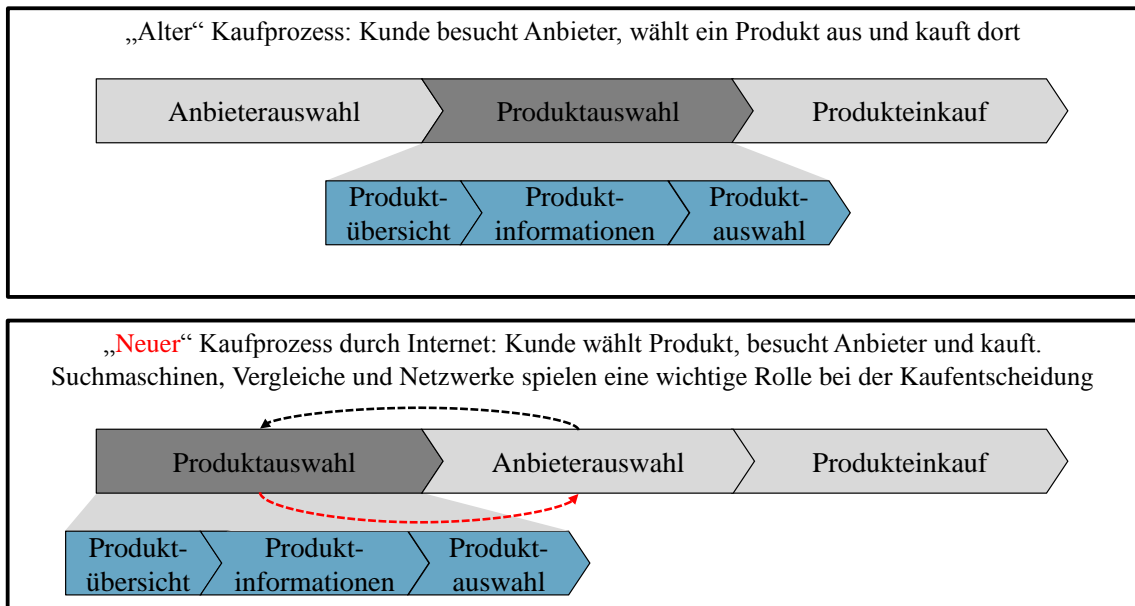 „Alter“ Kaufprozess: Kunde besucht Anbieter, wählt ein Produkt aus und kauft dort
Anbieterauswahl
Produktauswahl
Produkteinkauf
Produkt-
übersicht
Produkt-
informationen
Produkt-
auswahl
„Neuer“ Kaufprozess durch Internet: Kunde wählt Produkt, besucht Anbieter und kauft.
Suchmaschinen, Vergleiche und Netzwerke spielen eine wichtige Rolle bei der Kaufentscheidung
Produktauswahl
Anbieterauswahl
Produkteinkauf
Produkt-
übersicht
Produkt-
informationen
Produkt-
auswahl